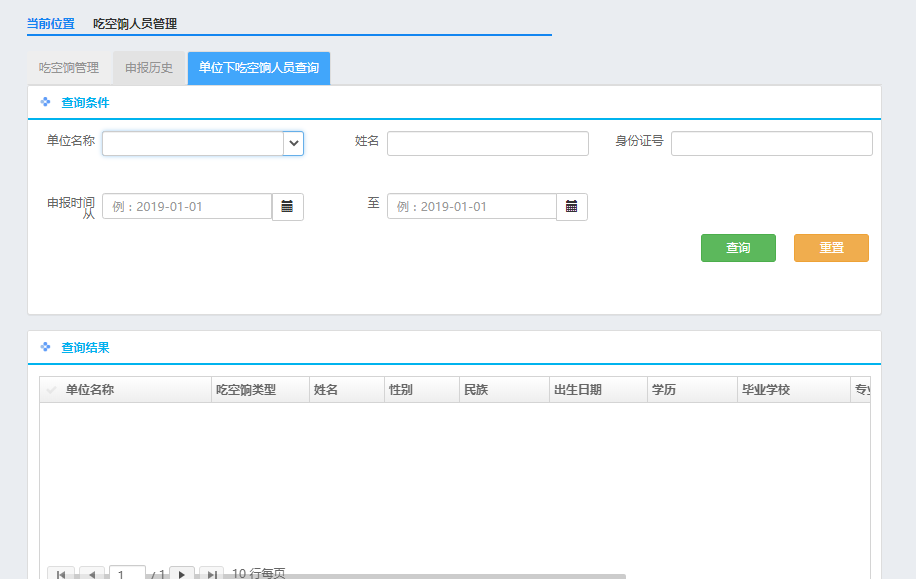 当前位置 吃空饷人员管理
吃空饷管理 申报历史 单位下吃空饷人员查询
查询条件
单位名称 姓名 身份证号
申报时间从 例：2019-01-01 至 例：2019-01-01
查询 重置
查询结果
单位名称 吃空饷类型 姓名 性别 民族 出生日期 学历 毕业学校 专业
1 / 1 10 行每页